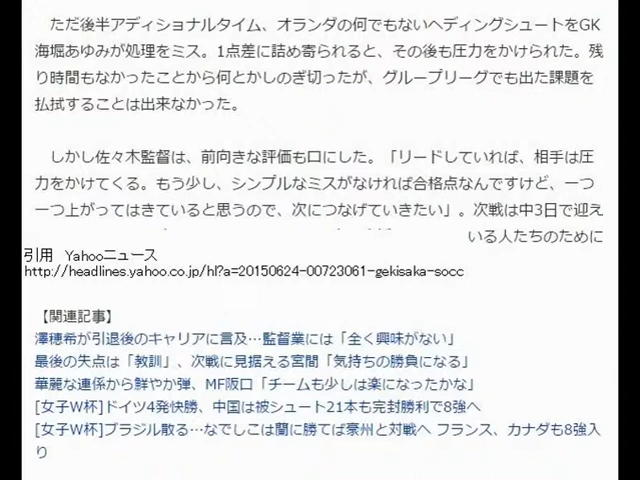 ただ後半アディショナルタイム、オランダの何でもないヘディングシュートをGK
海堀あゆみが処理をミス。1点差に詰め寄られると、その後も圧力をかけられた。残
り時間もなかったことから何とかしのぎ切ったが、グループリーグでも出た課題を
払拭することは出来なかった。
しかし佐々木監督は、前向きな評価も口にした。「リードしていれば、相手は圧
力をかけてくる。もう少し、シンプルなミスがなければ合格点なんですけど、一つ
一つ上がってはきていると思うので、次につなげていきたい」。次戦は中3日で迎え
いる人たちのために
引用 Yahooニュース
http://headlines.yahoo.co.jp/hl?a=20150624-00723061-gekisaka-socc
【関連記事】
澤穂希が引退後のキャリアに言及…監督業には「全く興味がない」
最後の失点は「教訓」、次戦に見据える宮間「気持ちの勝負になる」
華麗な連係から鮮やか弾、MF阪口「チームも少しは楽になったかな」
[女子W杯]ドイツ4発快勝、中国は被シュート21本も完封勝利で8強へ
[女子W杯]ブラジル散る…なでしこは蘭に勝てば豪州と対戦へ フランス、カナダも8強入
り